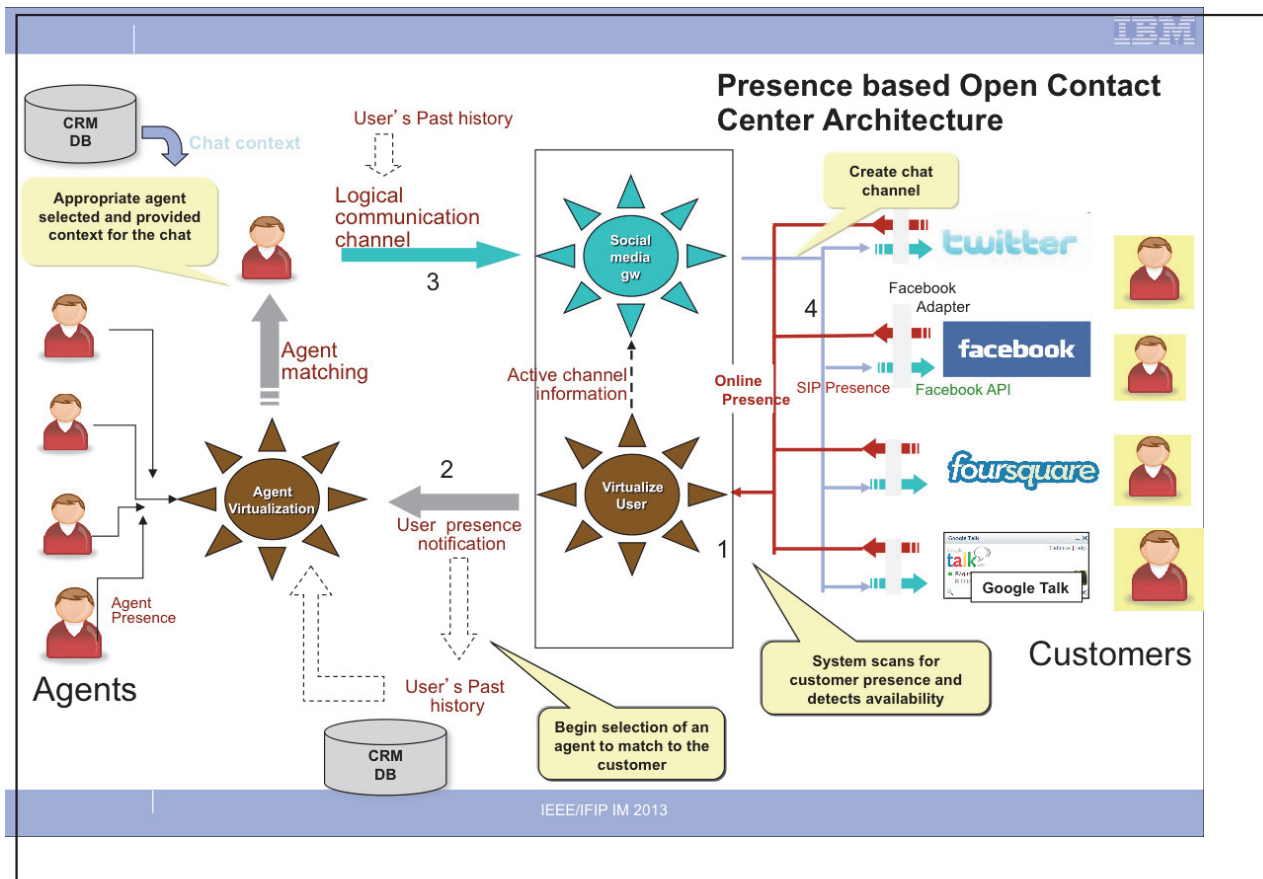 IBM
Presence based Open Contact
Center Architecture
CRM
DB
Chat context
User's Past history
Appropriate agent
selected and provided
context for the chat
Logical
communication
channel
3
Social
media
gw
Create chat
channel
twitter
4
Facebook
Adapter
facebook
Agent
matching
Active channel
information
Online
Presence
SIP Presence
Facebook API
foursquare
Agent
Virtualization
2
User presence
notification
Virtualize
User
1
Google Talk
talk
Google Talk
Agent
Presence
Agents
User's Past
history
CRM
DB
Begin selection of an
agent to match to the
customer
System scans for
customer presence and
detects availability
Customers
IEEE/IFIP IM 2013